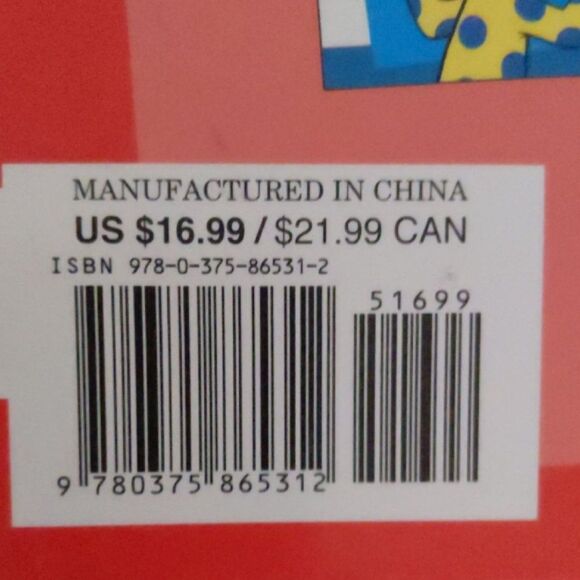 MANUFACTURED IN CHINA
US $16.99 / $21.99 CAN
ISBN 978-0-375-86531-2
51699
9 780375 865312